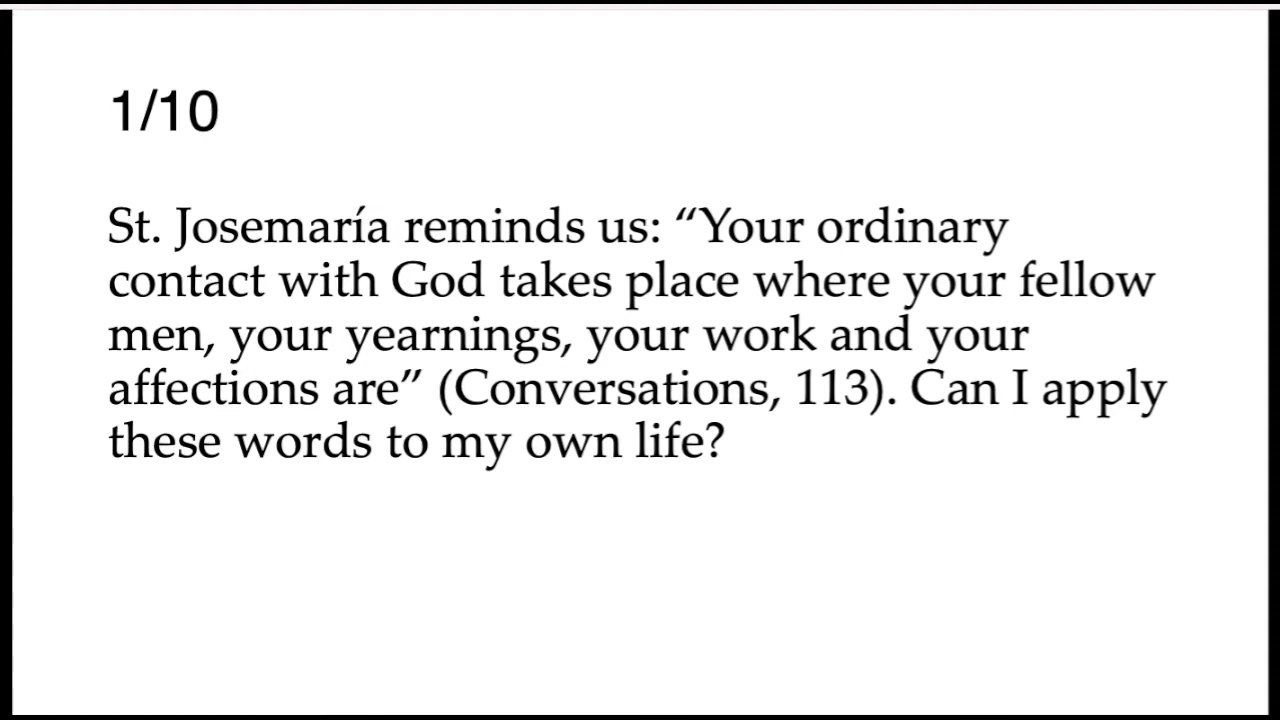 1/10
St. Josemaría reminds us: “Your ordinary
contact with God takes place where your fellow
men, your yearnings, your work and your
affections are” (Conversations, 113). Can I apply
these words to my own life?